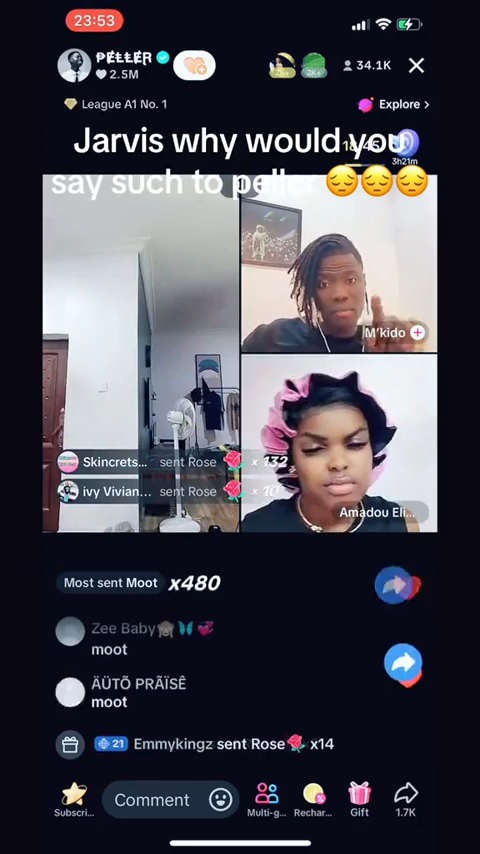 23:53
PELLER
2.5M
2K+
34.1K
League A1 No. 1
Explore >
Jarvis why would you
3h21m
say such to peller 😔😔😔
M'kido
Skincrets... sent Rose 🌹 x 132
ivy Vivian... sent Rose 🌹 x 10
Amadou Eli...
Most sent Moot x480
Zee Baby🙈🦋💞
moot
ÄÜTÕ PRÃÏSÊ
moot
21 Emmykingz sent Rose🌹 x14
Comment
Subscri...
Multi-g...
Rechar...
Gift
1.7K